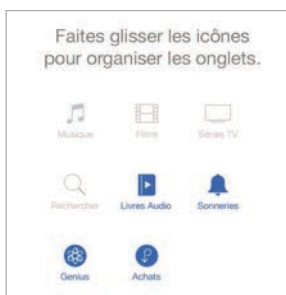 Faites glisser les icônes
pour organiser les onglets.
Musique Films Séries TV
Rechercher Livres Audio Sonneries
Genius Achats